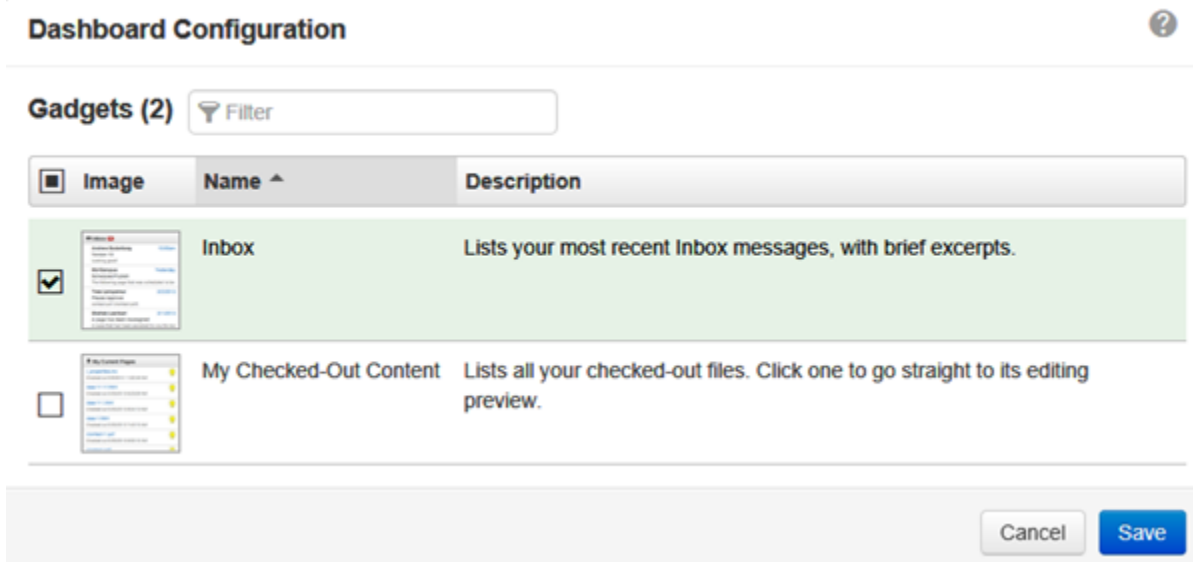 Dashboard Configuration
?
Gadgets (2) Filter
Image Name Description
Inbox Lists your most recent Inbox messages, with brief excerpts.
My Checked-Out Content Lists all your checked-out files. Click one to go straight to its editing
preview.
Cancel Save